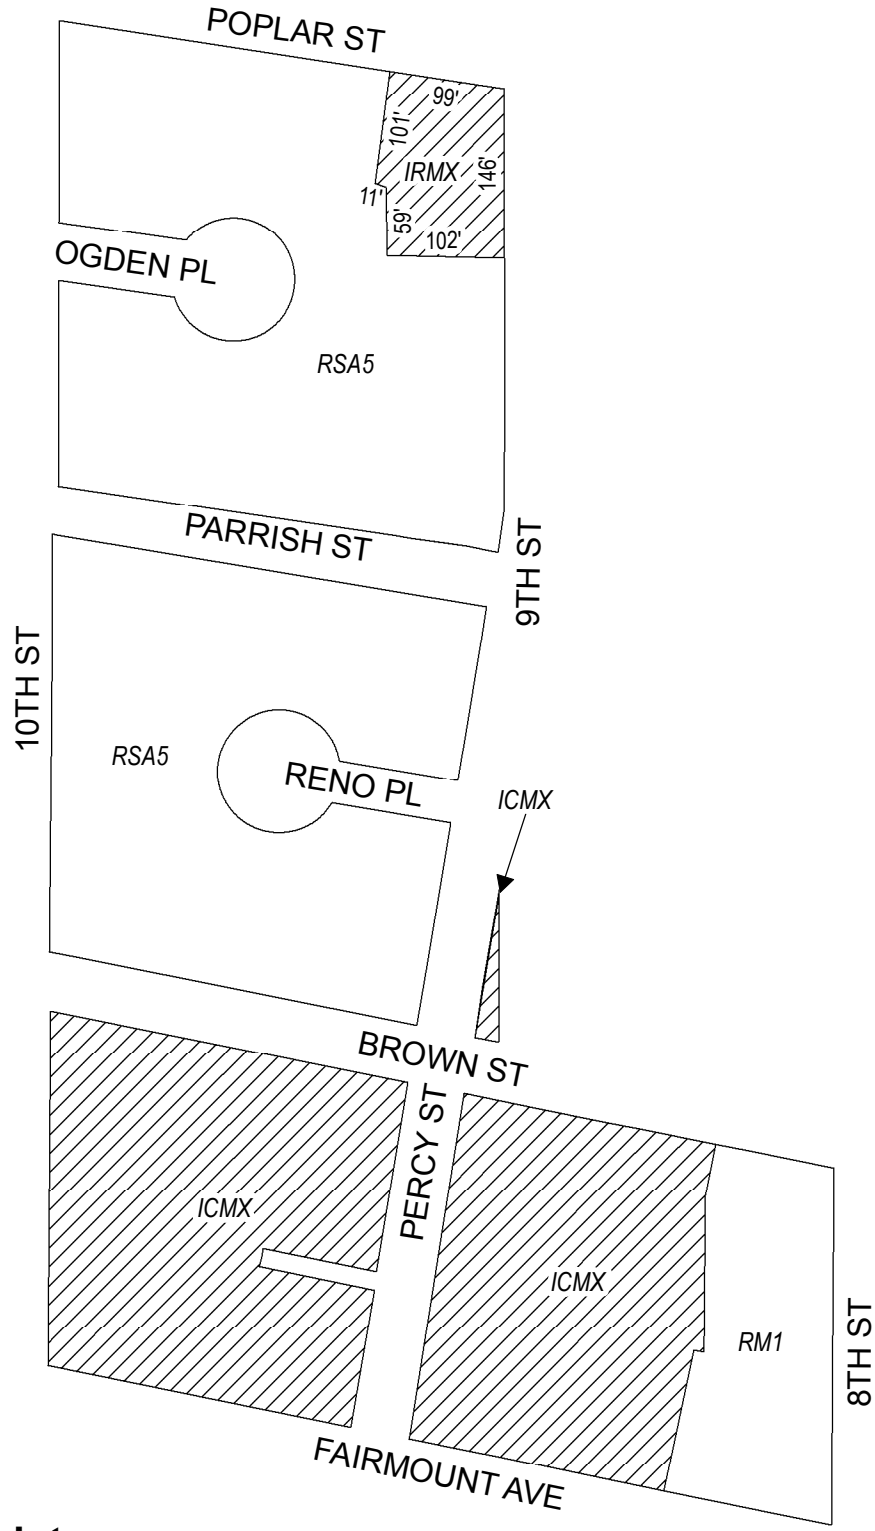 POPLAR ST
99'
101'
IRMX
146'
11'
59'
102'
OGDEN PL
RSA5
PARRISH ST
9TH ST
10TH ST
RSA5
RENO PL
ICMX
BROWN ST
PERCY ST
ICMX
ICMX
RM1
8TH ST
FAIRMOUNT AVE